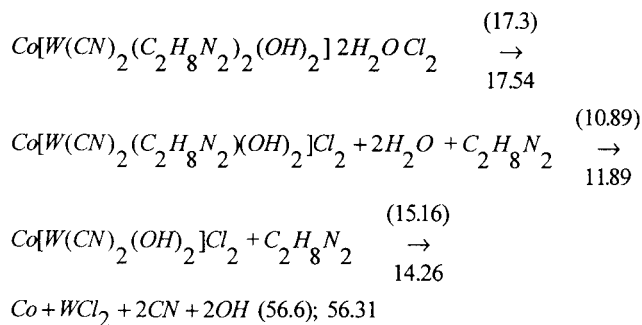 (17.3)
Co[W(CN)₂(C₂H₈N₂)₂(OH)₂] 2H₂O Cl₂ →
17.54
(10.89)
Co[W(CN)₂(C₂H₈N₂)(OH)₂]Cl₂ + 2H₂O + C₂H₈N₂ →
11.89
(15.16)
Co[W(CN)₂(OH)₂]Cl₂ + C₂H₈N₂ →
14.26
Co + WCl₂ + 2CN + 2OH (56.6); 56.31